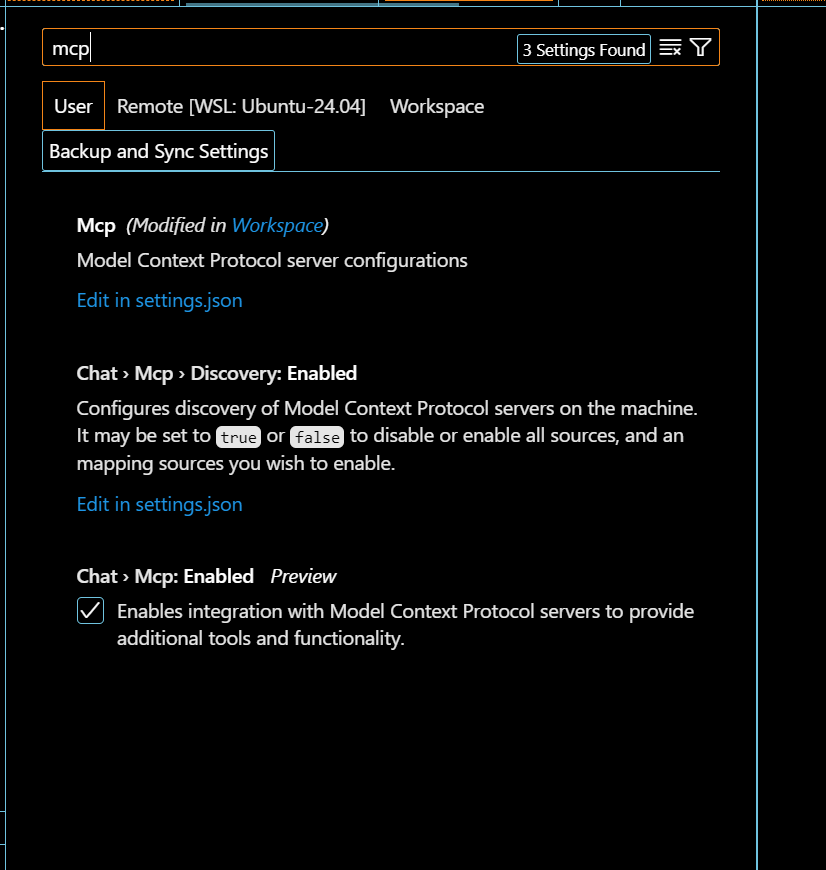 mcp
3 Settings Found
User Remote [WSL: Ubuntu-24.04] Workspace
Backup and Sync Settings
Mcp (Modified in Workspace)
Model Context Protocol server configurations
Edit in settings.json
Chat › Mcp › Discovery: Enabled
Configures discovery of Model Context Protocol servers on the machine.
It may be set to true or false to disable or enable all sources, and an
mapping sources you wish to enable.
Edit in settings.json
Chat › Mcp: Enabled Preview
Enables integration with Model Context Protocol servers to provide
additional tools and functionality.